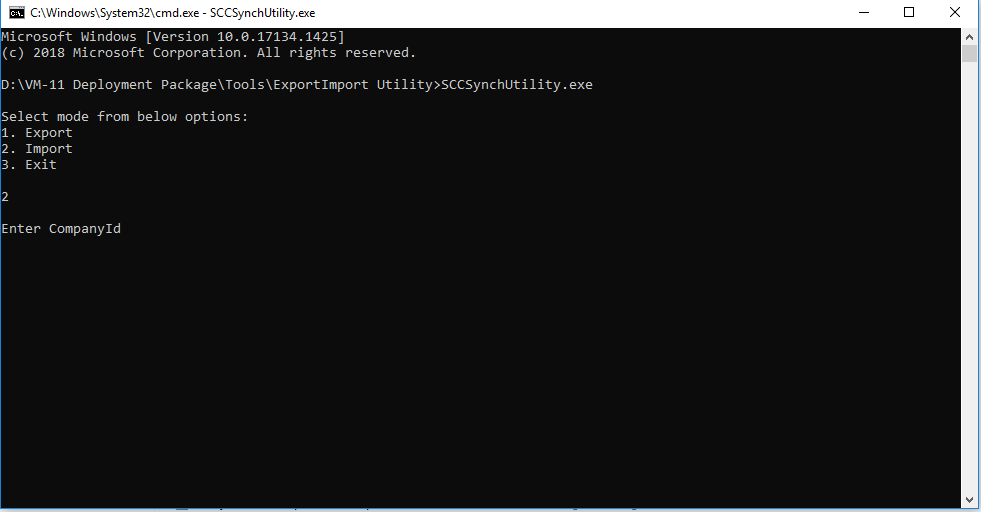 C:\Windows\System32\cmd.exe - SCCSynchUtility.exe
Microsoft Windows [Version 10.0.17134.1425]
(c) 2018 Microsoft Corporation. All rights reserved.
D:\VM-11 Deployment Package\Tools\ExportImport Utility>SCCSynchUtility.exe
Select mode from below options:
1. Export
2. Import
3. Exit
2
Enter CompanyId